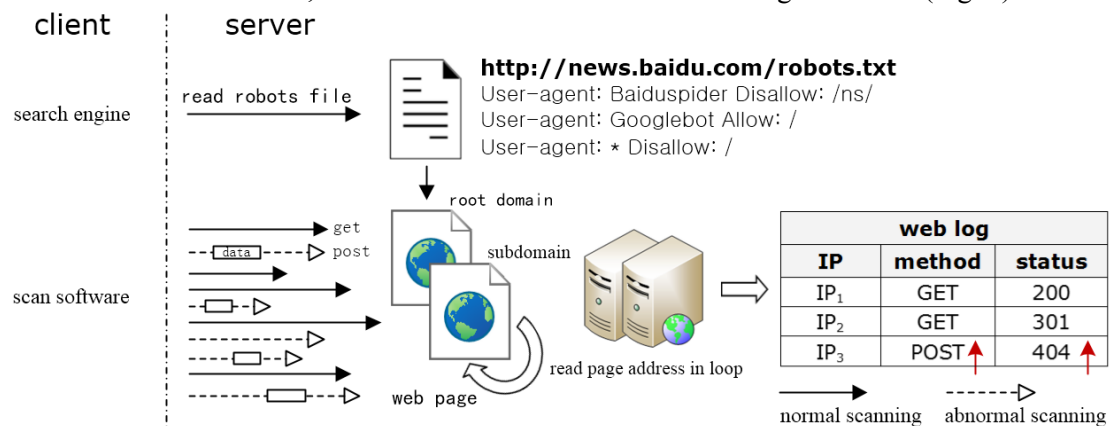 client
server
http://news.baidu.com/robots.txt
User-agent: Baiduspider Disallow: /ns/
User-agent: Googlebot Allow: /
User-agent: * Disallow: /
read robots file
search engine
root domain
get
data
post
subdomain
scan software
read page address in loop
web page
web log
IP method status
IP₁ GET 200
IP₂ GET 301
IP₃ POST 404
normal scanning
abnormal scanning